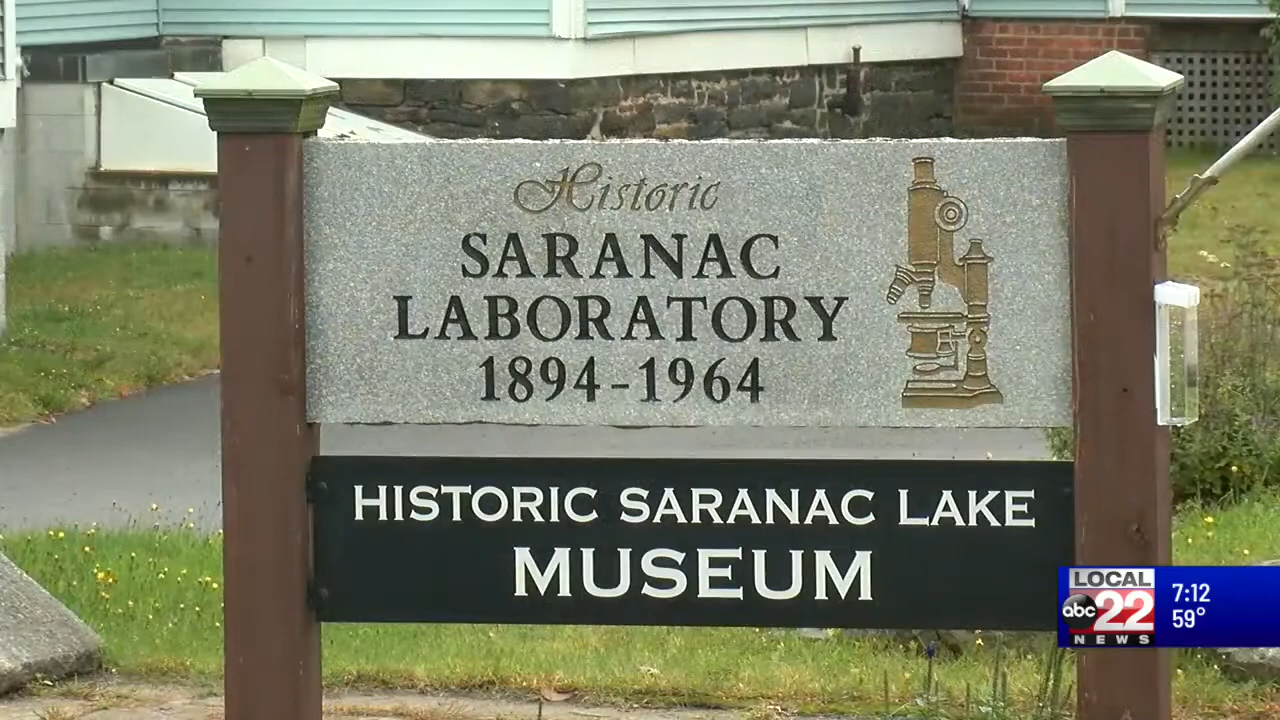 Historic
SARANAC
LABORATORY
1894-1964
HISTORIC SARANAC LAKE
MUSEUM
LOCAL
abc 22
NEWS
7:12
59°